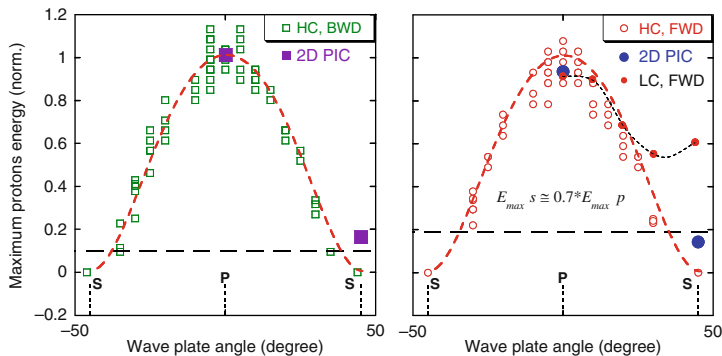 HC, BWD
2D PIC
Maximum protons energy (norm.)
1.2
1
0.8
0.6
0.4
0.2
0
−0.2
S
P
S
−50
50
Wave plate angle (degree)
HC, FWD
2D PIC
LC, FWD
E max s ≅ 0.7*E max p
S
P
S
−50
50
Wave plate angle (degree)